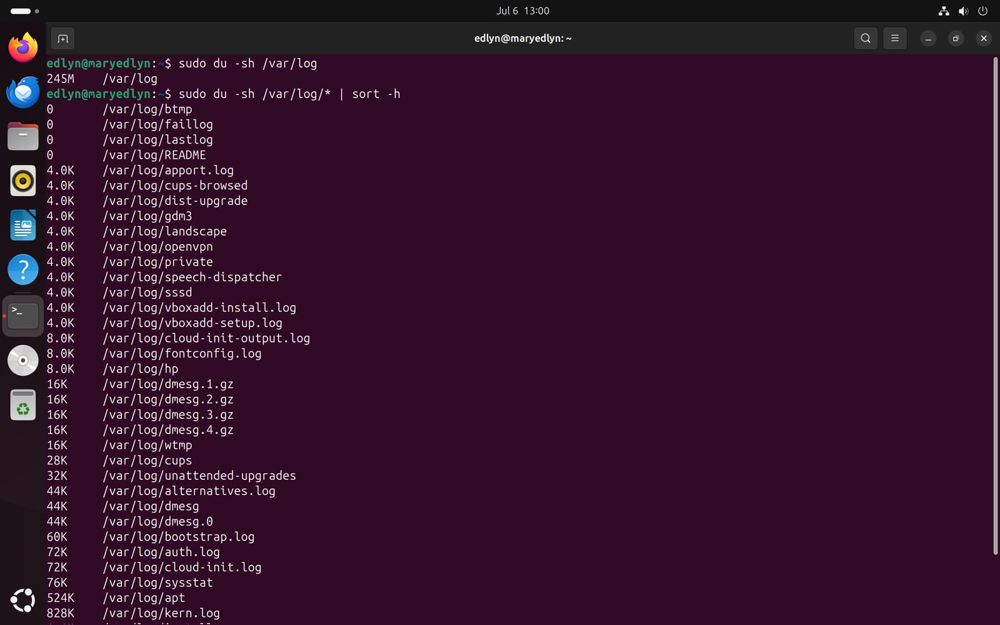 Jul 6 13:00
edlyn@maryedlyn: ~
edlyn@maryedlyn:~$ sudo du -sh /var/log
245M /var/log
edlyn@maryedlyn:~$ sudo du -sh /var/log/* | sort -h
0 /var/log/btmp
0 /var/log/faillog
0 /var/log/lastlog
0 /var/log/README
4.0K /var/log/apport.log
4.0K /var/log/cups-browsed
4.0K /var/log/dist-upgrade
4.0K /var/log/gdm3
4.0K /var/log/landscape
4.0K /var/log/openvpn
4.0K /var/log/private
4.0K /var/log/speech-dispatcher
4.0K /var/log/sssd
4.0K /var/log/vboxadd-install.log
4.0K /var/log/vboxadd-setup.log
8.0K /var/log/cloud-init-output.log
8.0K /var/log/fontconfig.log
8.0K /var/log/hp
16K /var/log/dmesg.1.gz
16K /var/log/dmesg.2.gz
16K /var/log/dmesg.3.gz
16K /var/log/dmesg.4.gz
16K /var/log/wtmp
28K /var/log/cups
32K /var/log/unattended-upgrades
44K /var/log/alternatives.log
44K /var/log/dmesg
44K /var/log/dmesg.0
60K /var/log/bootstrap.log
72K /var/log/auth.log
72K /var/log/cloud-init.log
76K /var/log/sysstat
524K /var/log/apt
828K /var/log/kern.log